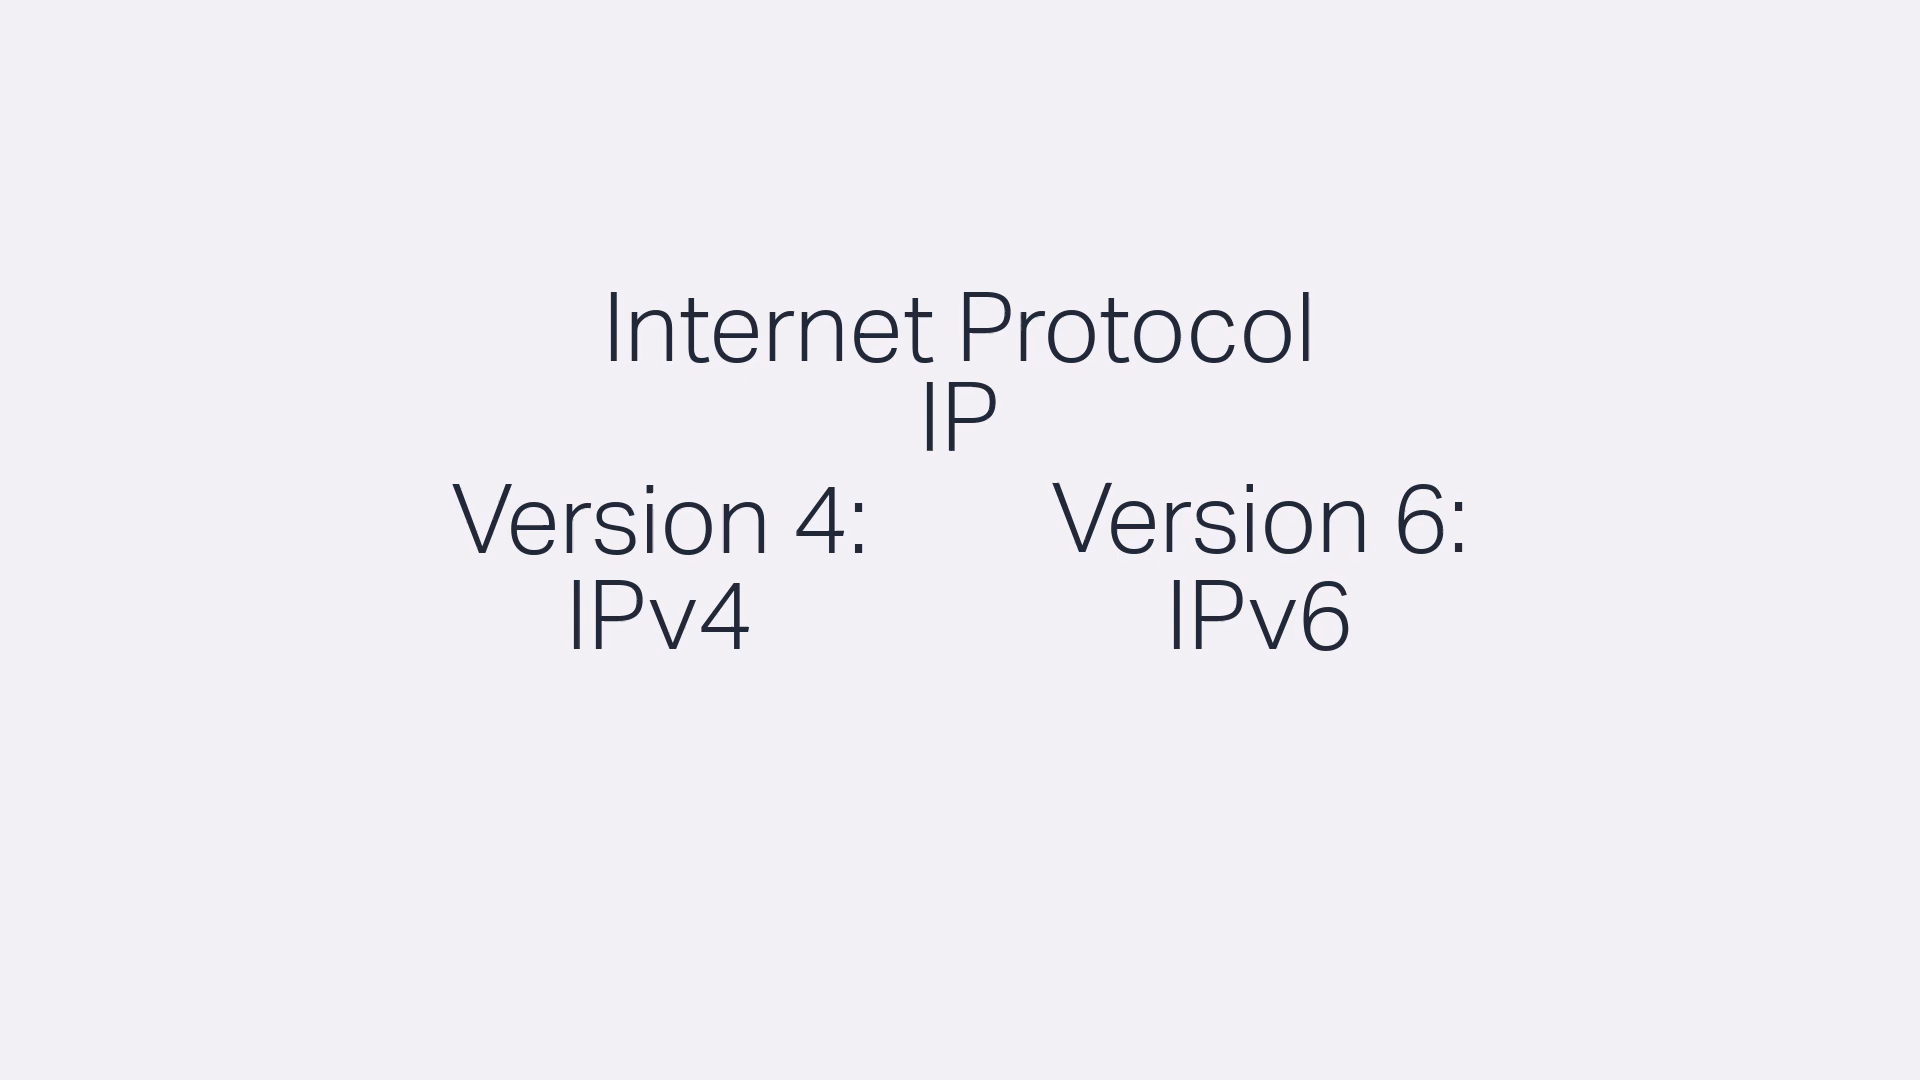 Internet Protocol
IP
Version 4:
IPv4
Version 6:
IPv6